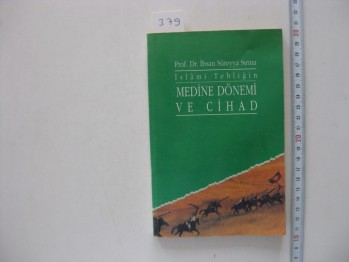 379
Prof. Dr. İhsan Süreyya Sırma
İslâmi Tebliğin
MEDİNE DÖNEMİ
VE CİHAD